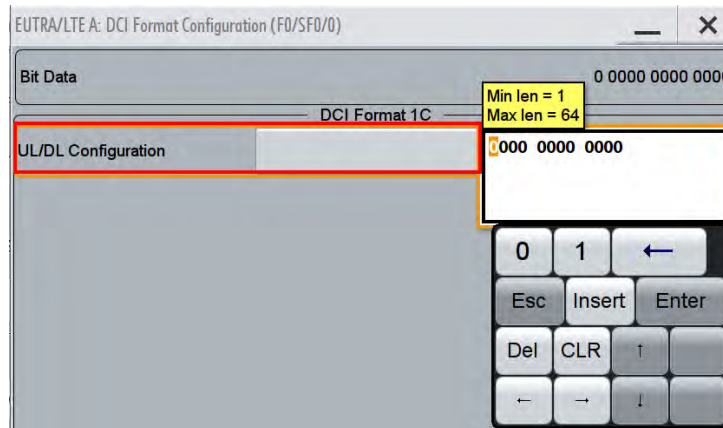 EUTRA/LTE A: DCI Format Configuration (F0/SF0/0)
Bit Data
0 0000 0000 0000
Min len = 1
Max len = 64
DCI Format 1C
UL/DL Configuration
0000 0000 0000
0 1 ←
Esc Insert Enter
Del CLR ↑
← → ↓